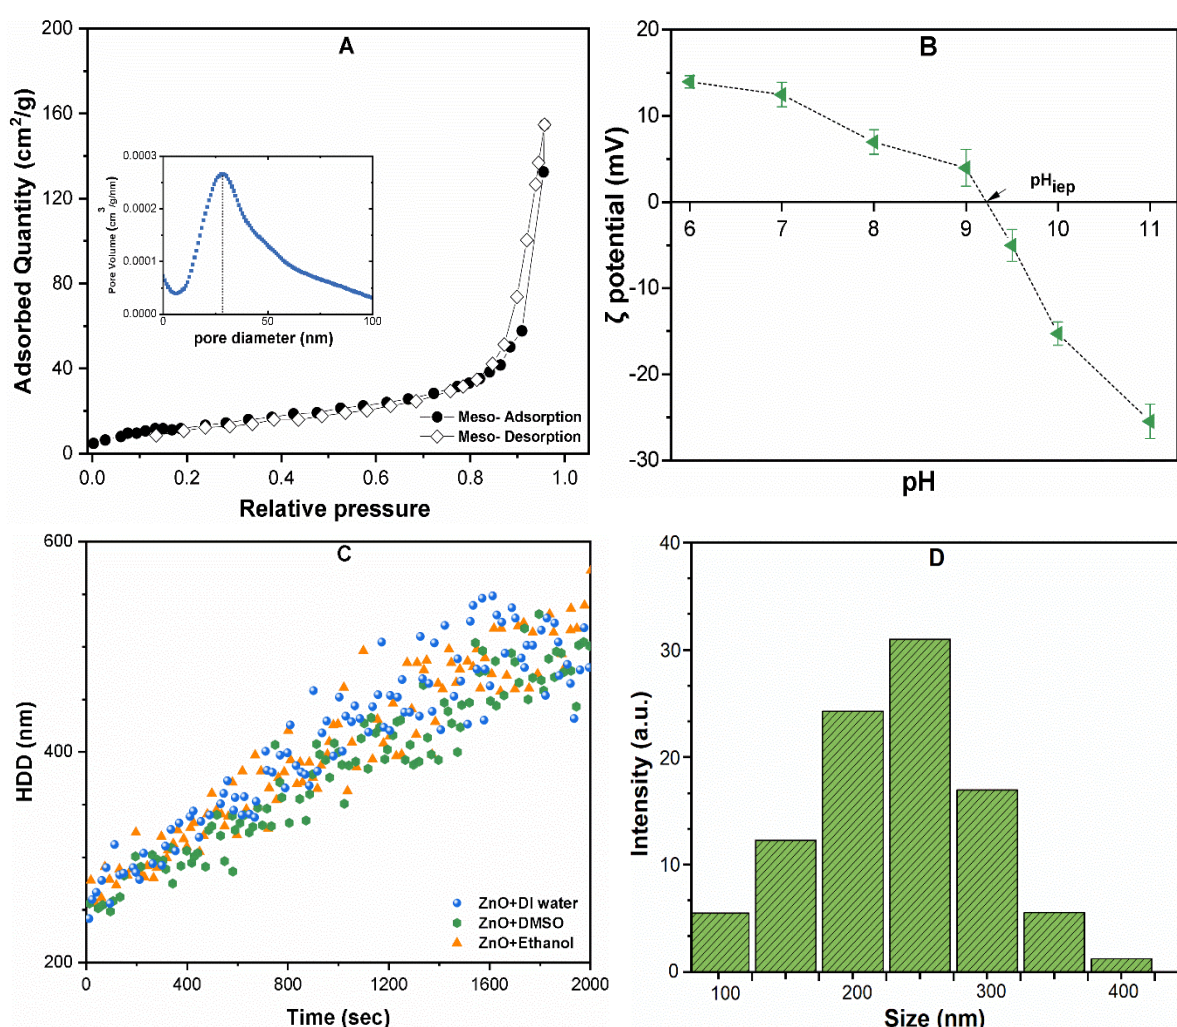 A
Adsorbed Quantity (cm²/g)
200
160
120
80
40
0
0.0 0.2 0.4 0.6 0.8 1.0
Relative pressure
Meso- Adsorption
Meso- Desorption
Pore Volume (cm³/g/nm)
0.0003
0.0002
0.0001
0.0000
0 50 100
pore diameter (nm)
B
ζ potential (mV)
20
10
0
-10
-20
-30
6 7 8 9 10 11
pHiep
pH
C
HDD (nm)
600
400
200
0 400 800 1200 1600 2000
Time (sec)
ZnO+DI water
ZnO+DMSO
ZnO+Ethanol
D
Intensity (a.u.)
40
30
20
10
0
100 200 300 400
Size (nm)